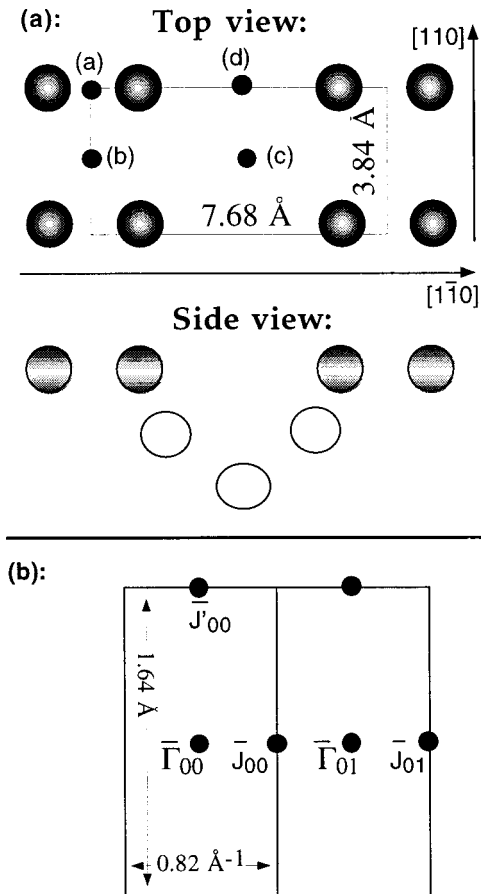 (a):
Top view:
[110]
(a)
(d)
(b)
(c)
3.84 Å
7.68 Å
[11̄0]
Side view:
(b):
J̄'00
1.64 Å
Γ̄00
J̄00
Γ̄01
J̄01
0.82 Å-1